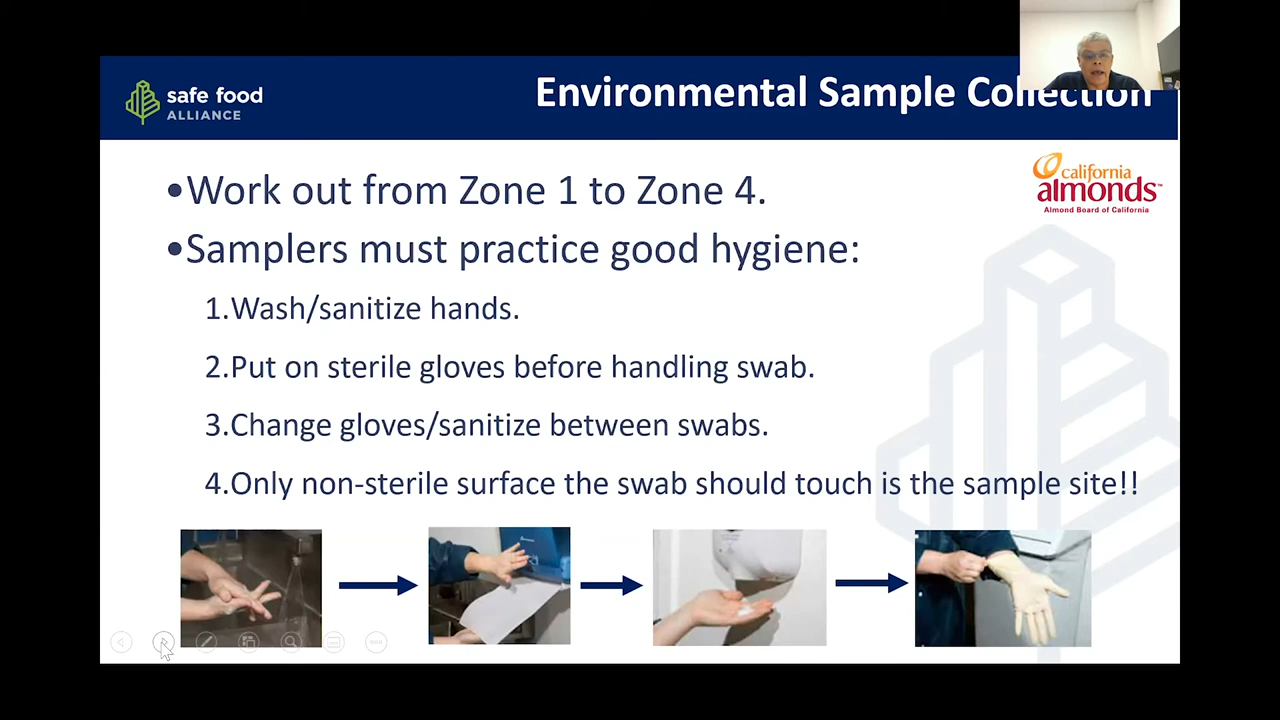 safe food
ALLIANCE
Environmental Sample Collection
california
almonds™
Almond Board of California
•Work out from Zone 1 to Zone 4.
•Samplers must practice good hygiene:
1.Wash/sanitize hands.
2.Put on sterile gloves before handling swab.
3.Change gloves/sanitize between swabs.
4.Only non-sterile surface the swab should touch is the sample site!!